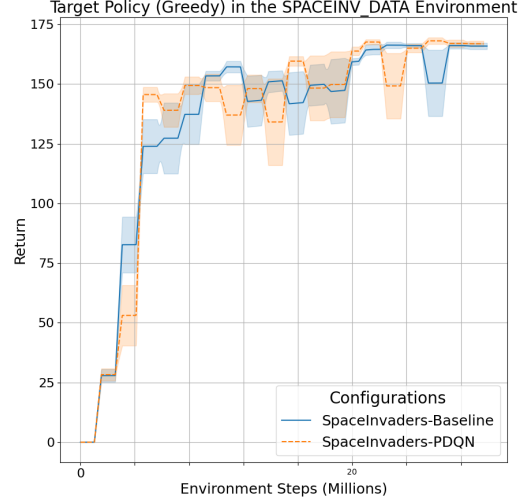 Target Policy (Greedy) in the SPACEINV_DATA Environment
175
150
125
100
75
50
25
0
Return
0
20
Environment Steps (Millions)
Configurations
SpaceInvaders-Baseline
SpaceInvaders-PDQN